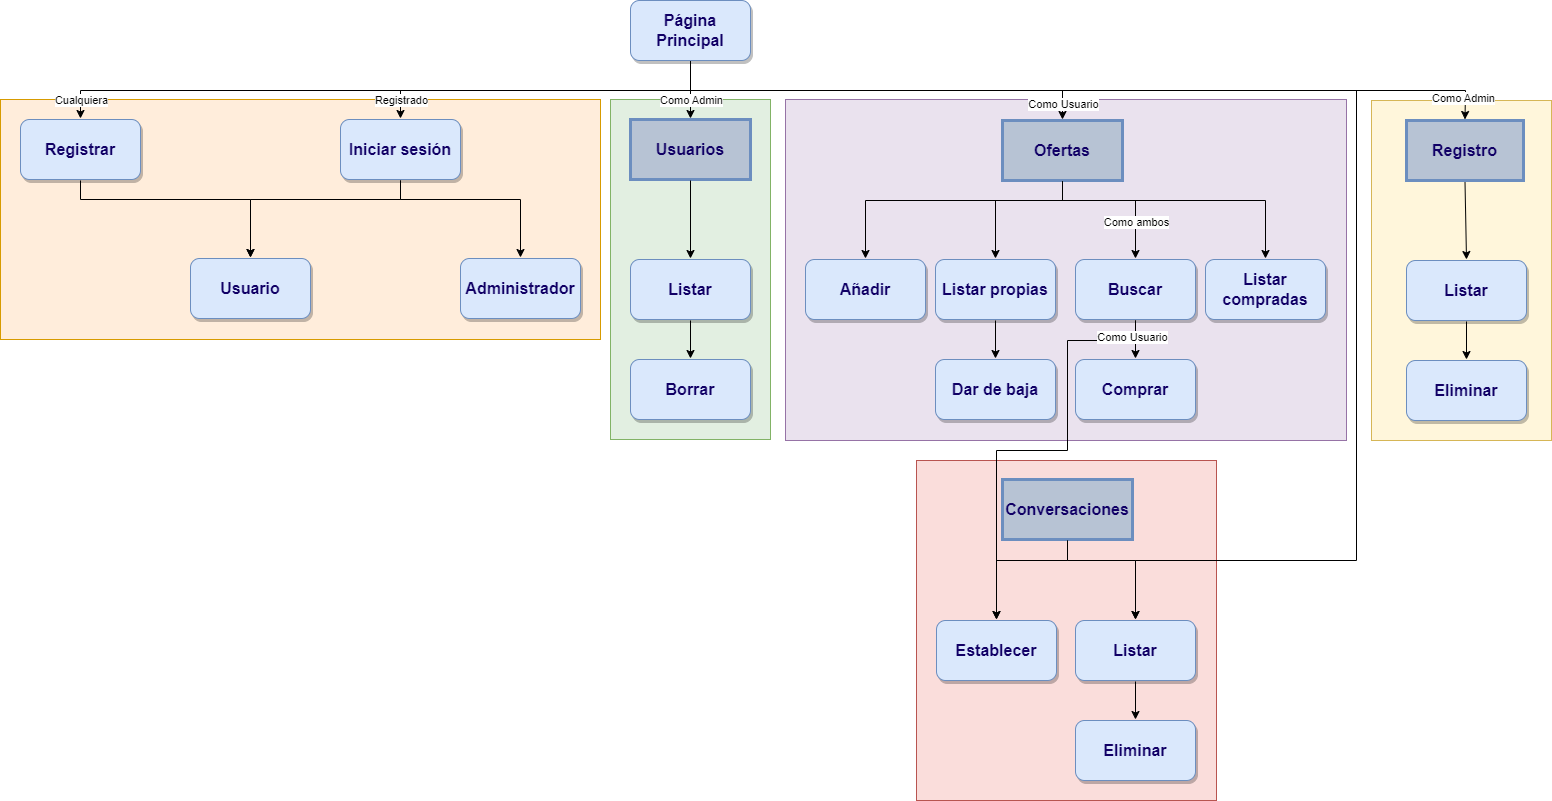 Página
Principal
Cualquiera
Registrado
Como Admin
Como Usuario
Como Admin
Registrar
Iniciar sesión
Usuarios
Ofertas
Registro
Como ambos
Usuario
Administrador
Listar
Añadir
Listar propias
Buscar
Listar
compradas
Listar
Como Usuario
Borrar
Dar de baja
Comprar
Eliminar
Conversaciones
Establecer
Listar
Eliminar